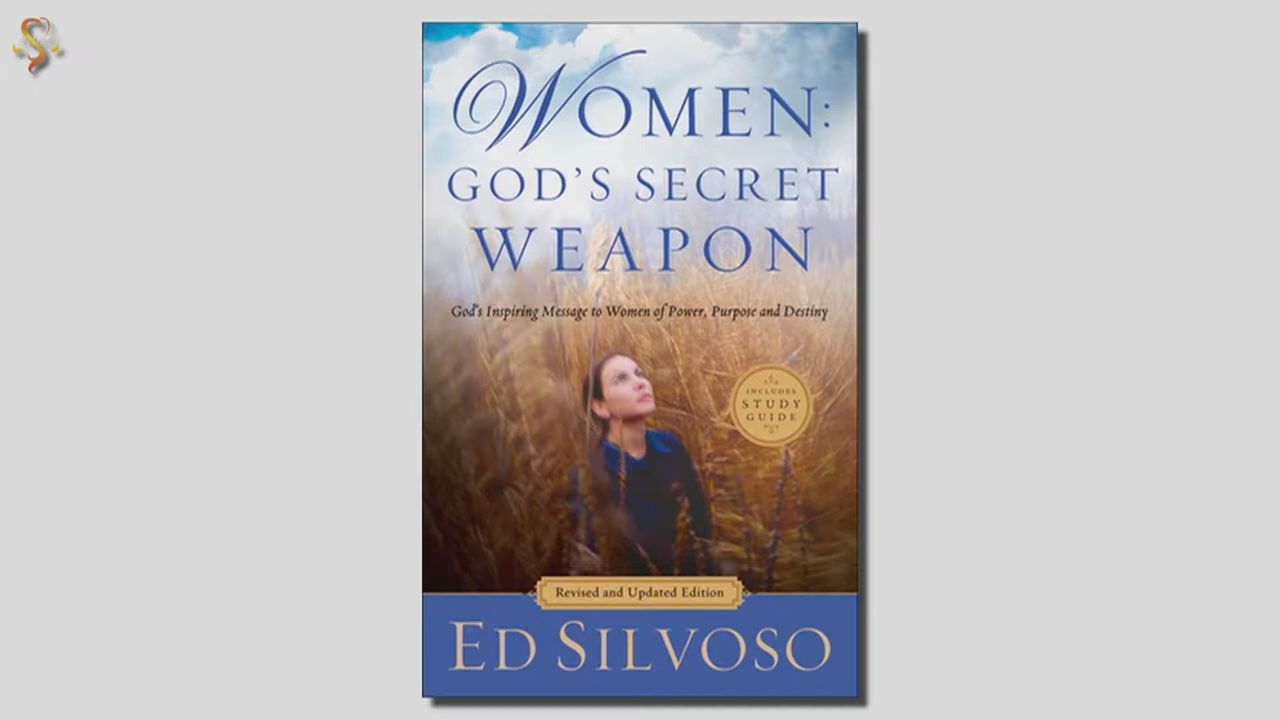 WOMEN:
GOD'S SECRET
WEAPON
God's Inspiring Message to Women of Power, Purpose and Destiny
INCLUDES
STUDY
GUIDE
Revised and Updated Edition
ED SILVOSO